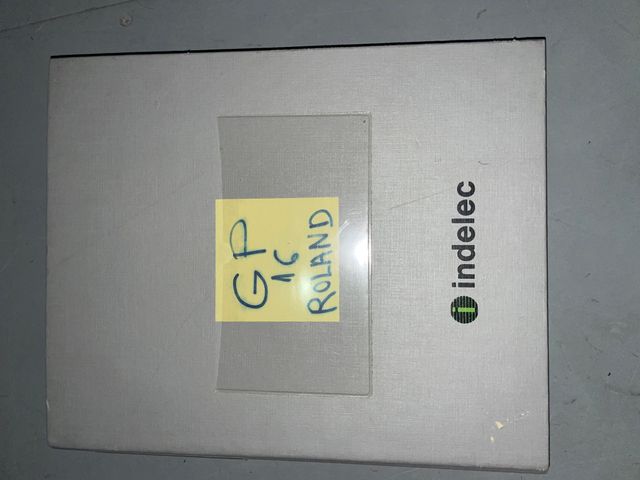 GP
16
ROLAND
indelec